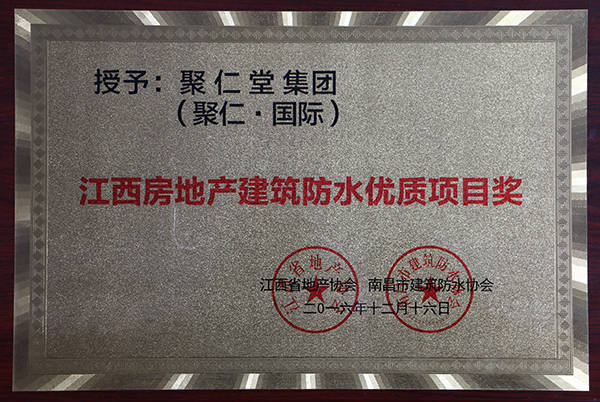 授予：聚仁堂集团
（聚仁·国际）
江西房地产建筑防水优质项目奖
江西省地产协会 南昌市建筑防水协会
二0一六年十二月十六日